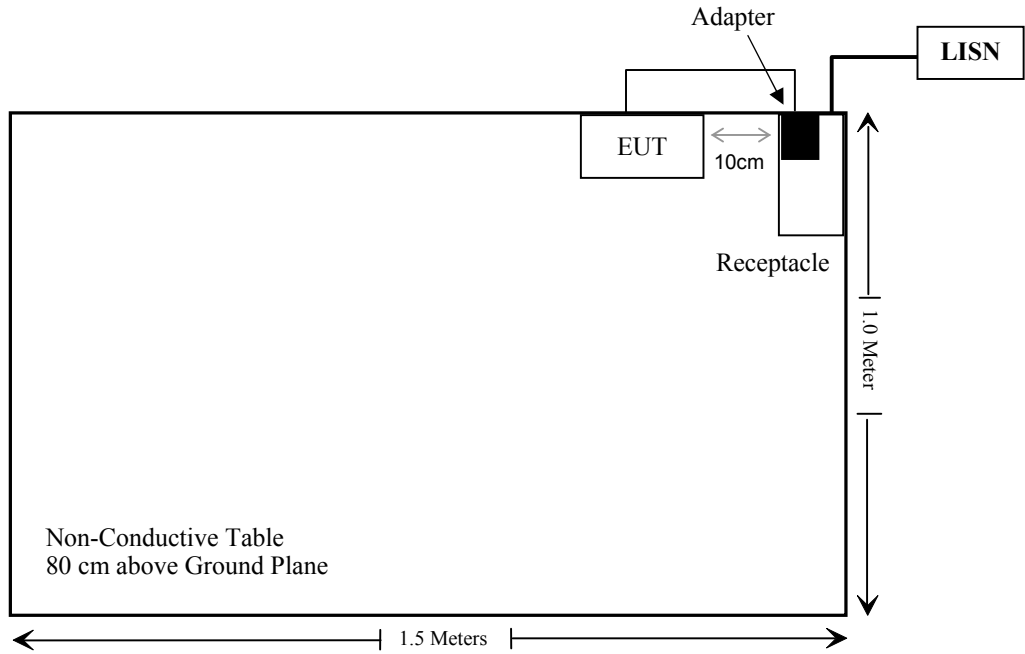 Adapter
LISN
EUT
10cm
Receptacle
1.0 Meter
Non-Conductive Table
80 cm above Ground Plane
1.5 Meters